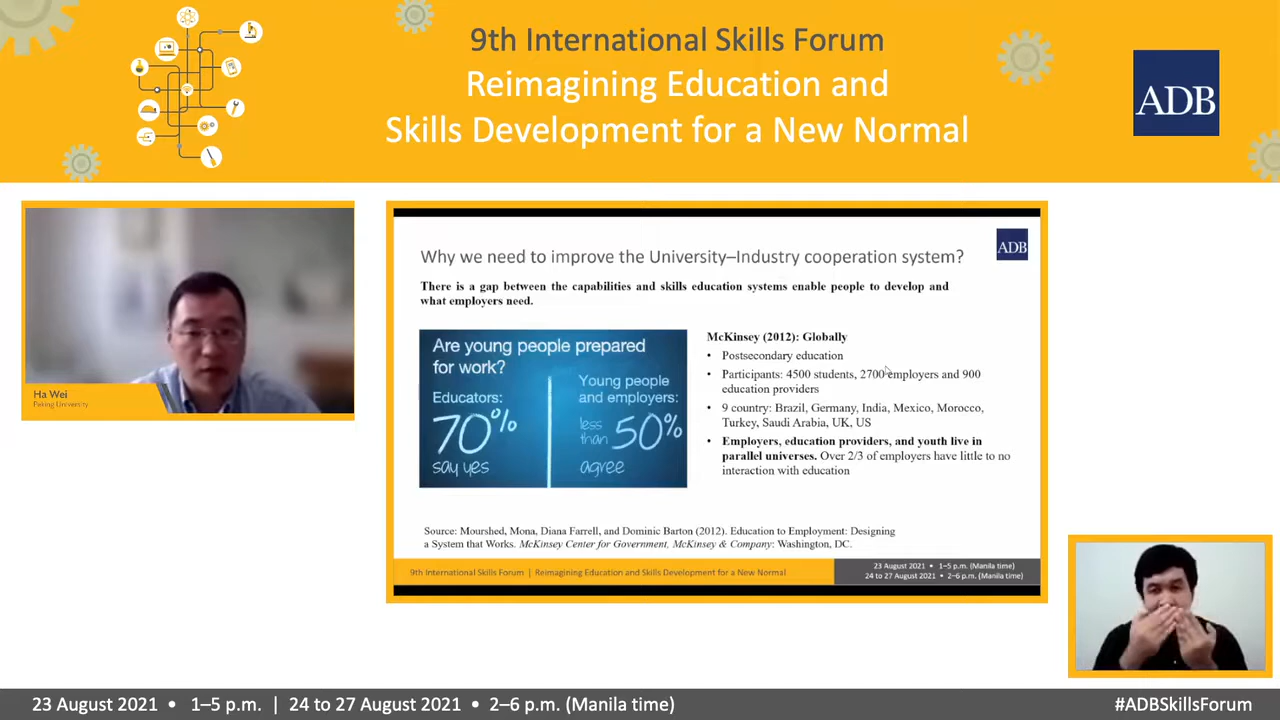 9th International Skills Forum
Reimagining Education and
Skills Development for a New Normal
ADB
Ha Wei
Peking University
Why we need to improve the University–Industry cooperation system?
ADB
There is a gap between the capabilities and skills education systems enable people to develop and
what employers need.
Are young people prepared
for work?
Educators:
70%
say yes
Young people
and employers:
less
than 50%
agree
McKinsey (2012): Globally
• Postsecondary education
• Participants: 4500 students, 2700 employers and 900
education providers
• 9 country: Brazil, Germany, India, Mexico, Morocco,
Turkey, Saudi Arabia, UK, US
• Employers, education providers, and youth live in
parallel universes. Over 2/3 of employers have little to no
interaction with education
Source: Mourshed, Mona, Diana Farrell, and Dominic Barton (2012). Education to Employment: Designing
a System that Works. McKinsey Center for Government, McKinsey & Company: Washington, DC.
9th International Skills Forum | Reimagining Education and Skills Development for a New Normal
23 August 2021 • 1–5 p.m. (Manila time)
24 to 27 August 2021 • 2–6 p.m. (Manila time)
23 August 2021 • 1–5 p.m. | 24 to 27 August 2021 • 2–6 p.m. (Manila time)
#ADBSkillsForum